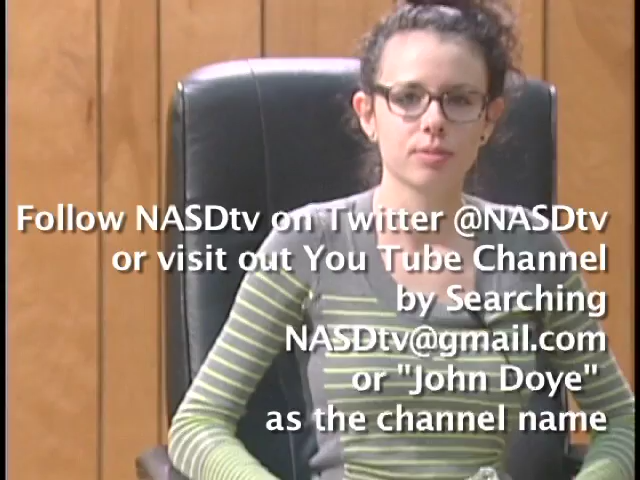 Follow NASDtv on Twitter @NASDtv
or visit out You Tube Channel
by Searching
NASDtv@gmail.com
or "John Doye"
as the channel name